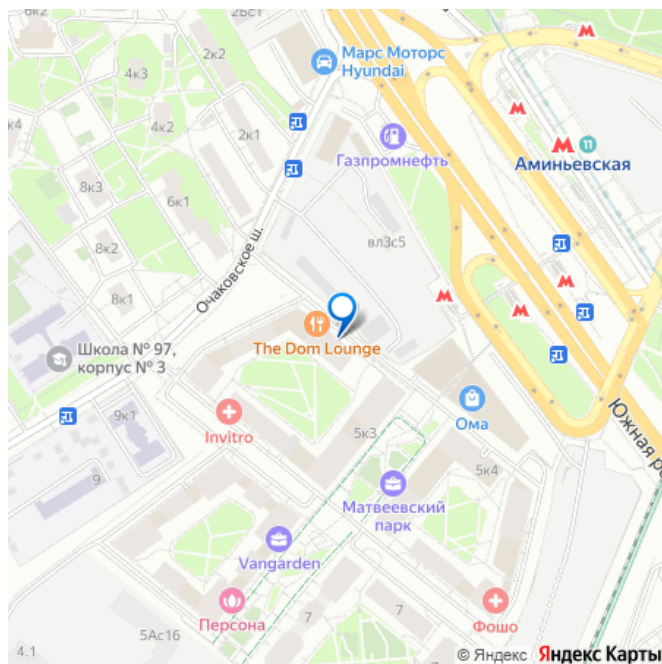 6к2
2к2
Марс Моторс
Hyundai
4к3
4к2
2к1
Газпромнефть
М
М
М
11
Аминьевская
8к3
6к1
8к2
вл3с5
8к1
Очаковское ш.
М
М
Школа № 97,
корпус № 3
The Dom Lounge
9к1
Invitro
Ома
Южная ро
5к3
5к4
9
Матвеевский
парк
Vangarden
Персона
7
7
Фошо
5Ас16
4.1
© Яндекс Яндекс Карты